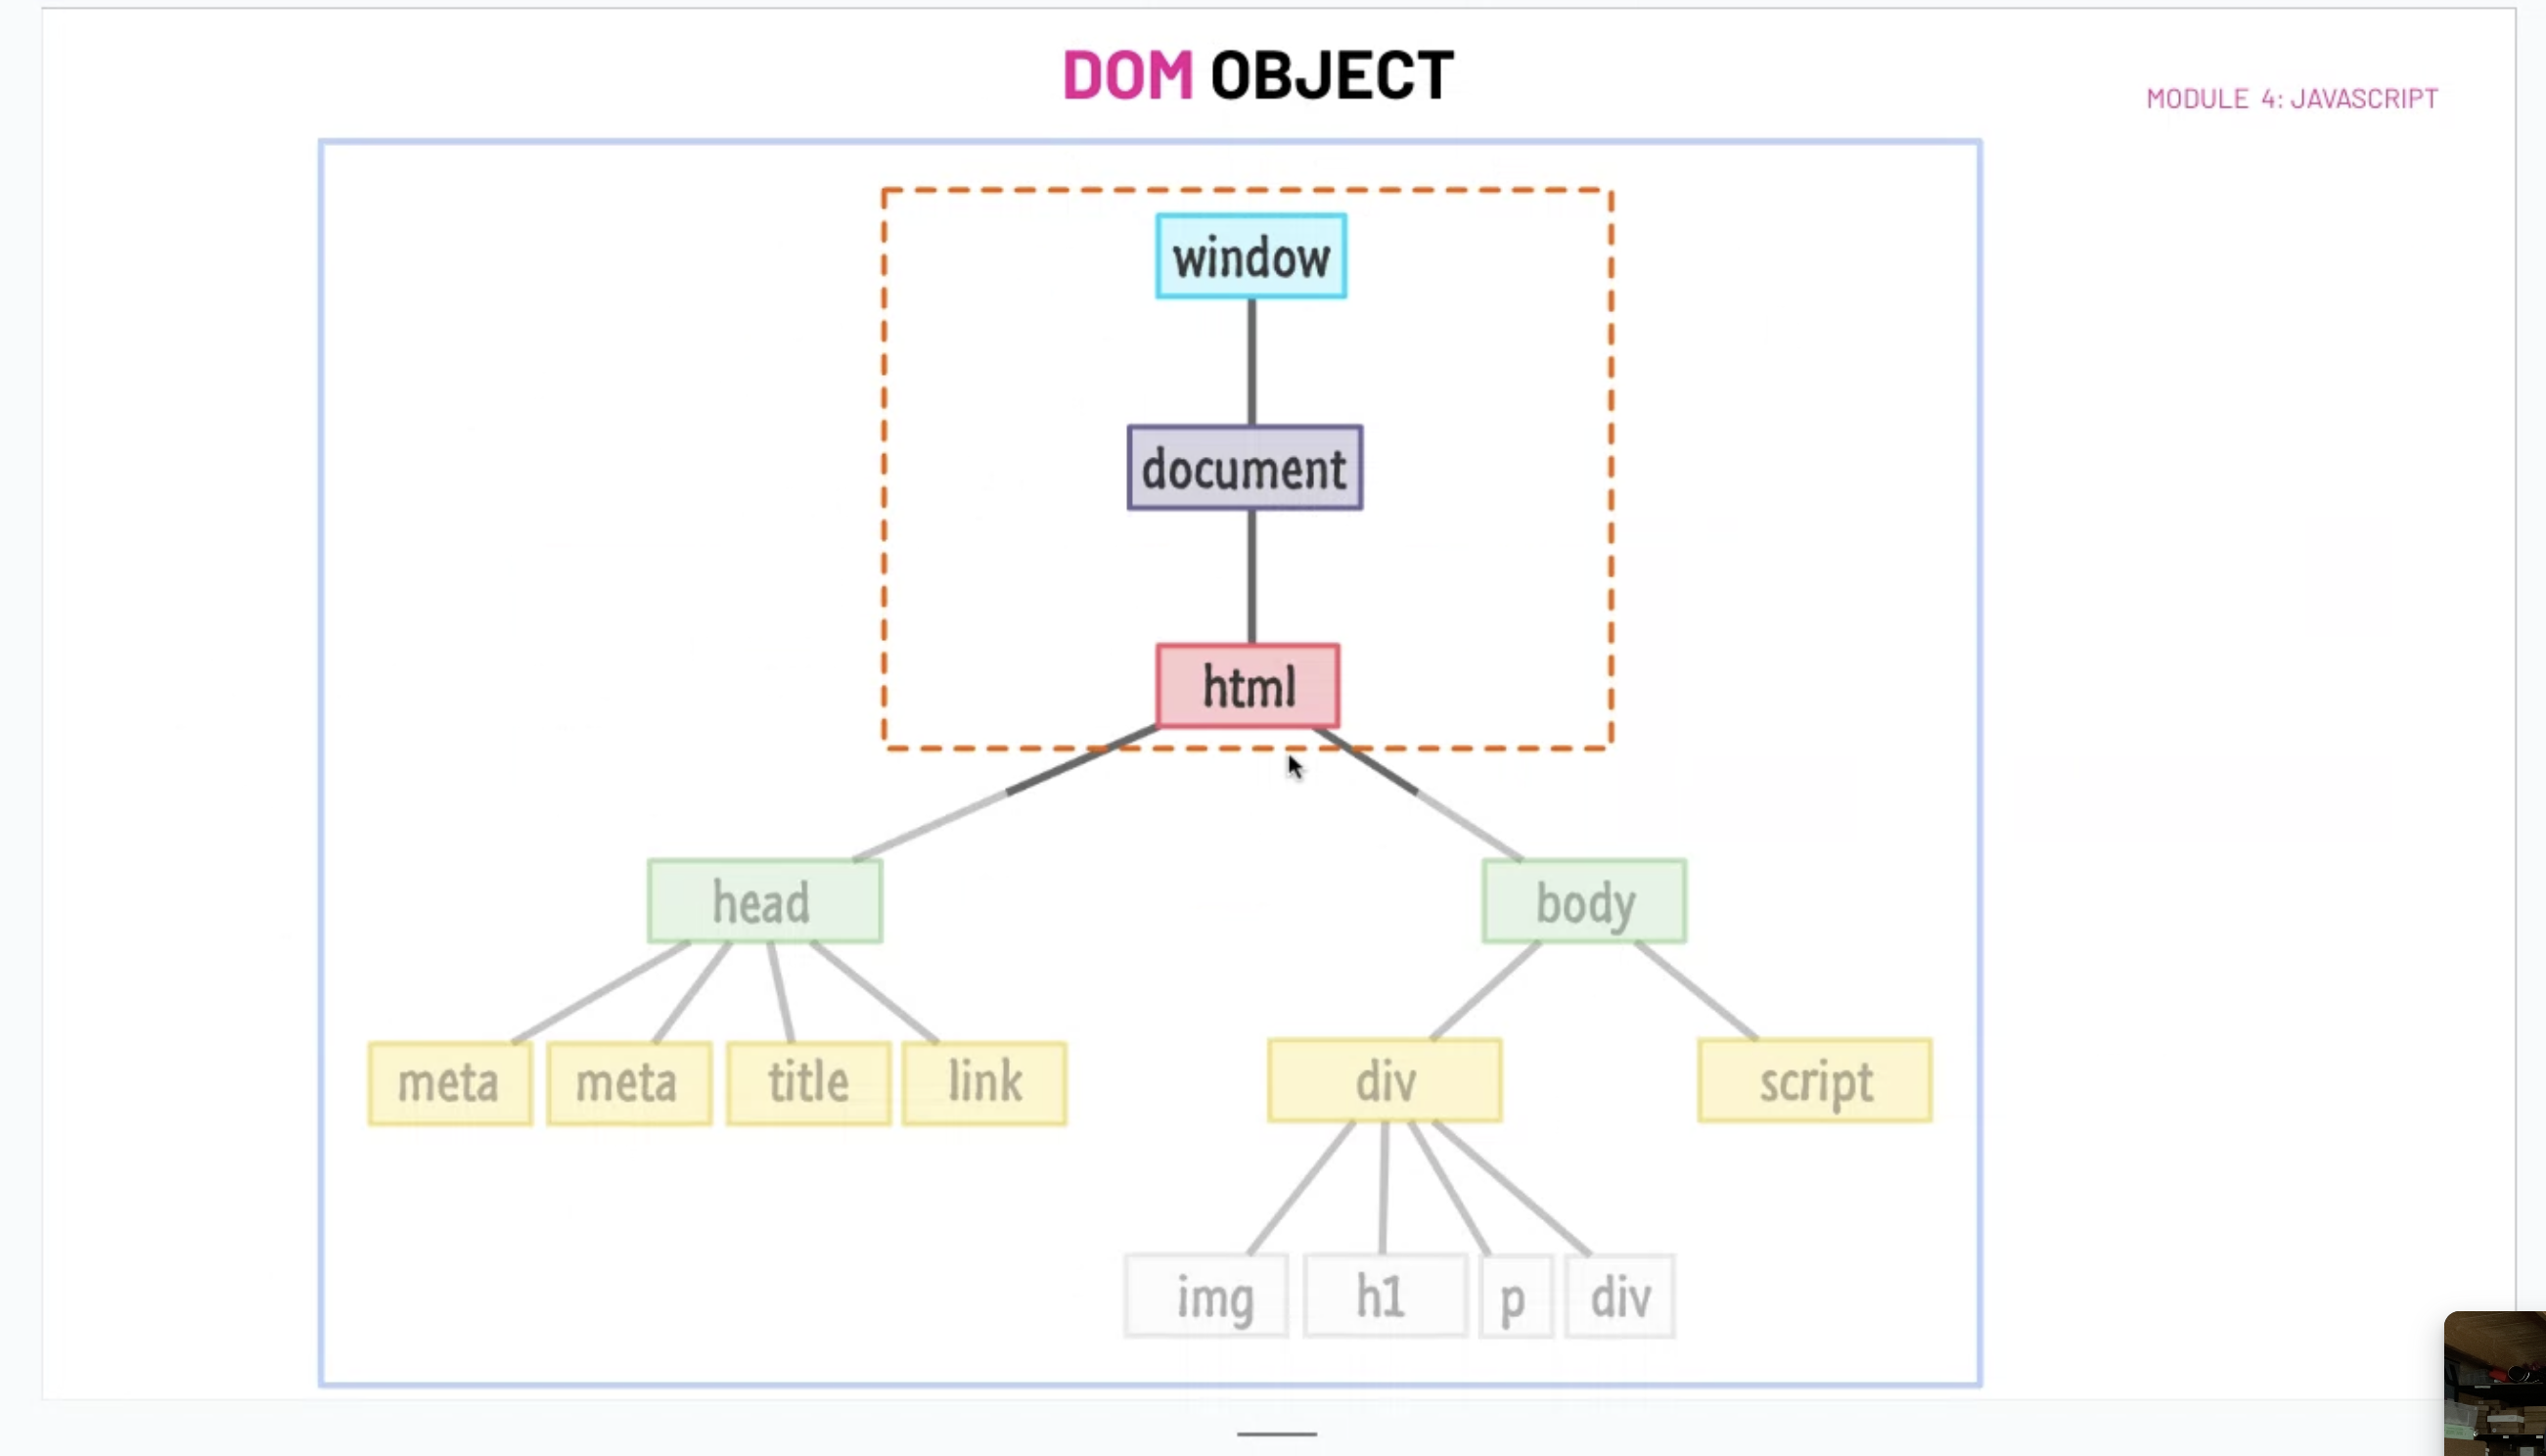 DOM OBJECT
MODULE 4: JAVASCRIPT
window
document
html
head
body
meta
meta
title
link
div
script
img
h1
p
div